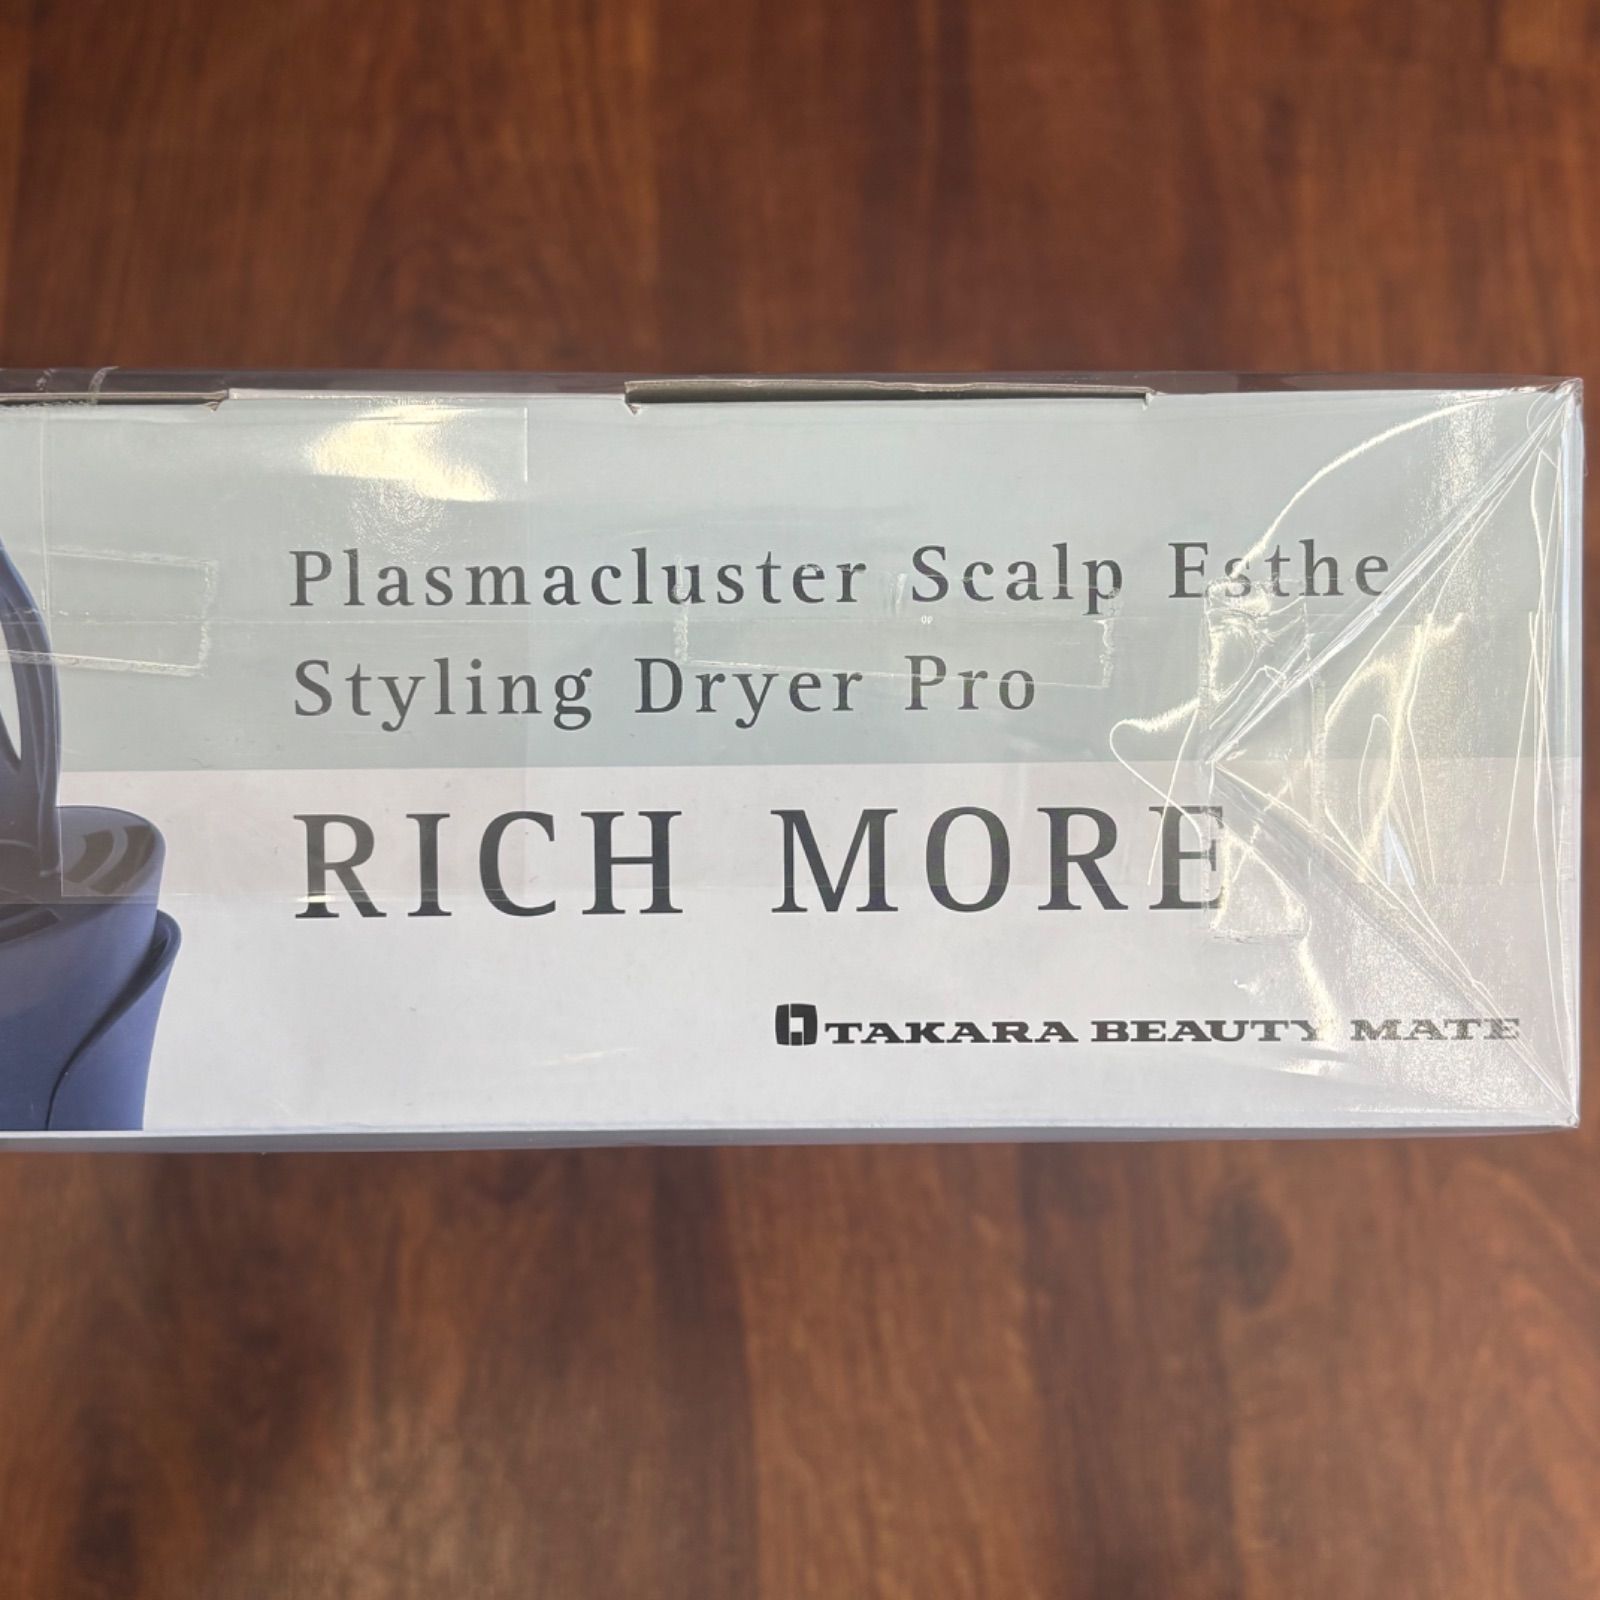 Plasmacluster Scalp Esthe
Styling Dryer Pro
RICH MORE
TAKARA BEAUTY MATE